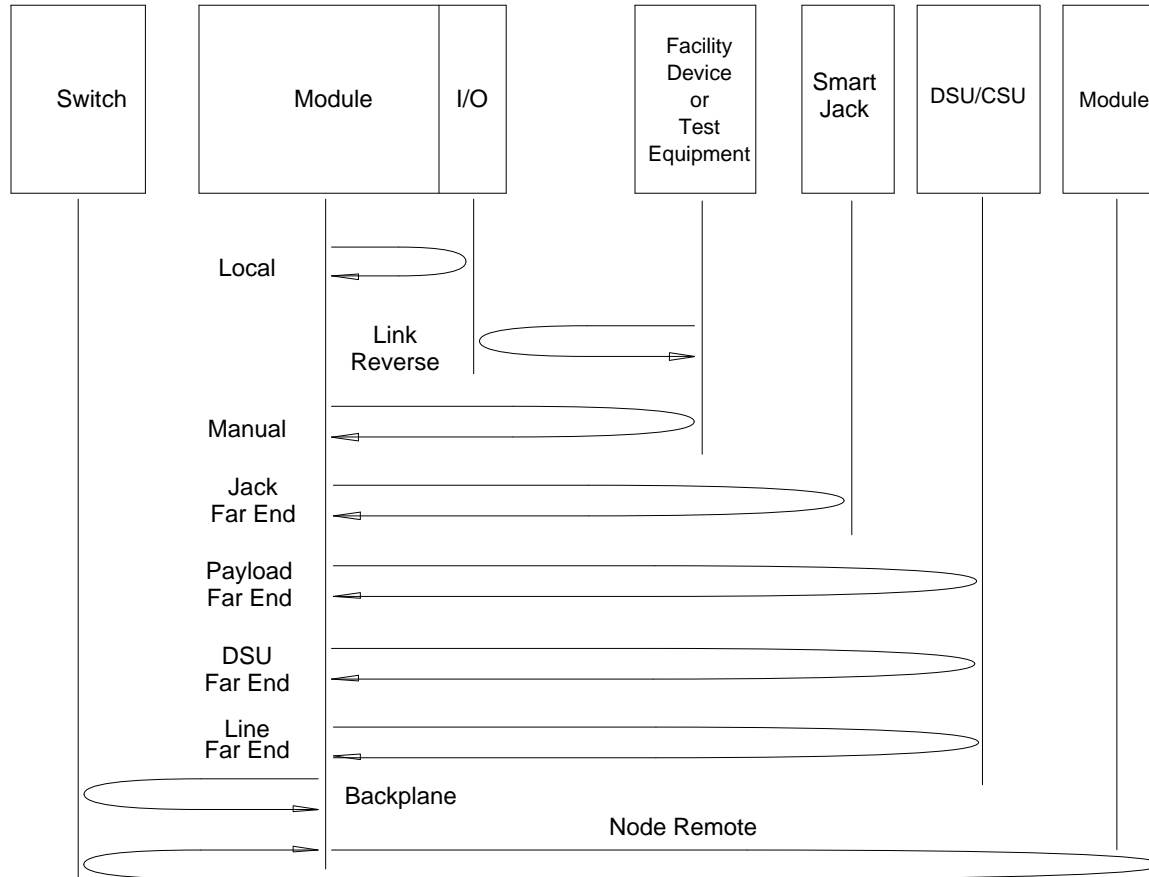 Switch
Module
I/O
Facility
Device
or
Test
Equipment
Smart
Jack
DSU/CSU
Module
Local
Link
Reverse
Manual
Jack
Far End
Payload
Far End
DSU
Far End
Line
Far End
Backplane
Node Remote